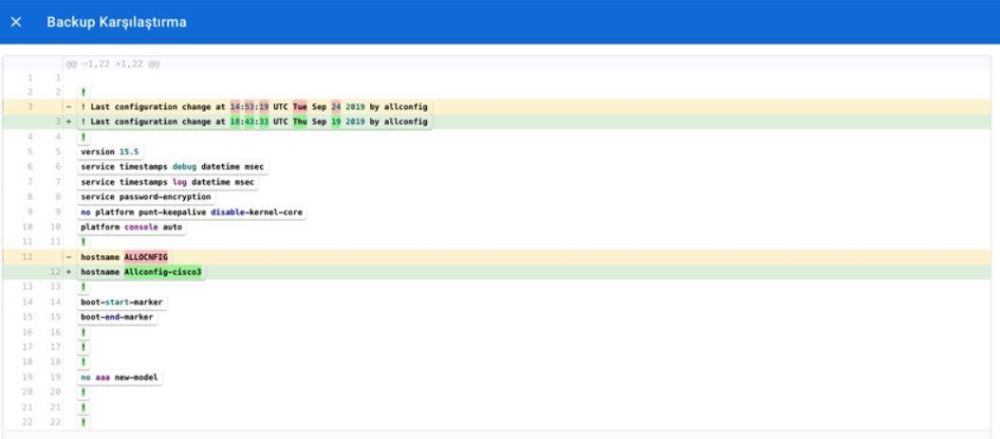 × Backup Karşılaştırma
@@ -1,22 +1,22 @@
1 1
2 2 !
3 - ! Last configuration change at 14:53:19 UTC Tue Sep 24 2019 by allconfig
3 + ! Last configuration change at 18:43:33 UTC Thu Sep 19 2019 by allconfig
4 4 !
5 5 version 15.5
6 6 service timestamps debug datetime msec
7 7 service timestamps log datetime msec
8 8 service password-encryption
9 9 no platform punt-keepalive disable-kernel-core
10 10 platform console auto
11 11 !
12 - hostname ALLOCNFIG
12 + hostname Allconfig-cisco3
13 13 !
14 14 boot-start-marker
15 15 boot-end-marker
16 16 !
17 17 !
18 18 !
19 19 no aaa new-model
20 20 !
21 21 !
22 22 !